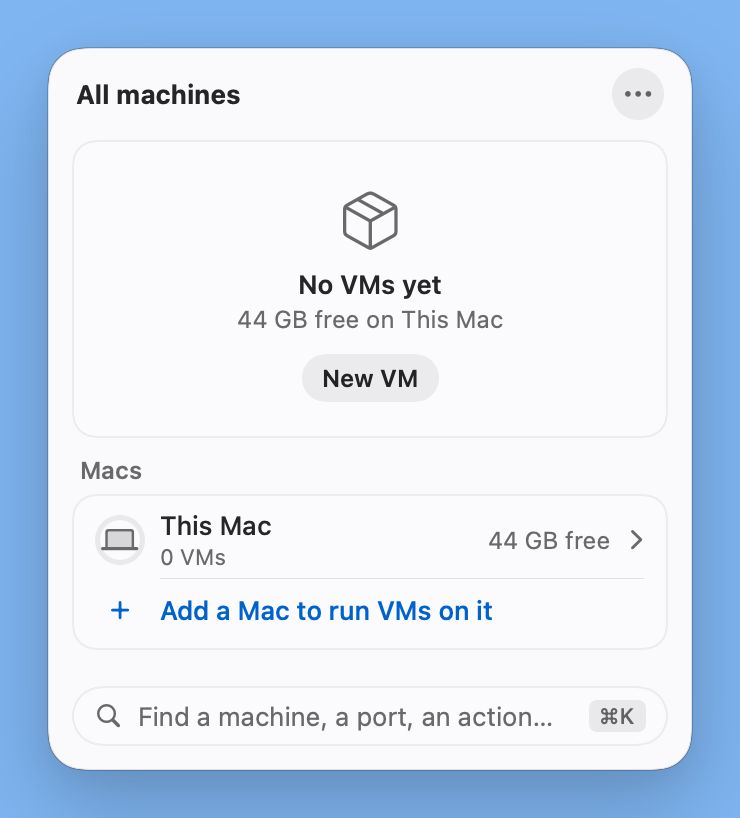 All machines
No VMs yet
44 GB free on This Mac
New VM
Macs
This Mac
44 GB free
0 VMs
+ Add a Mac to run VMs on it
Find a machine, a port, an action...
⌘K